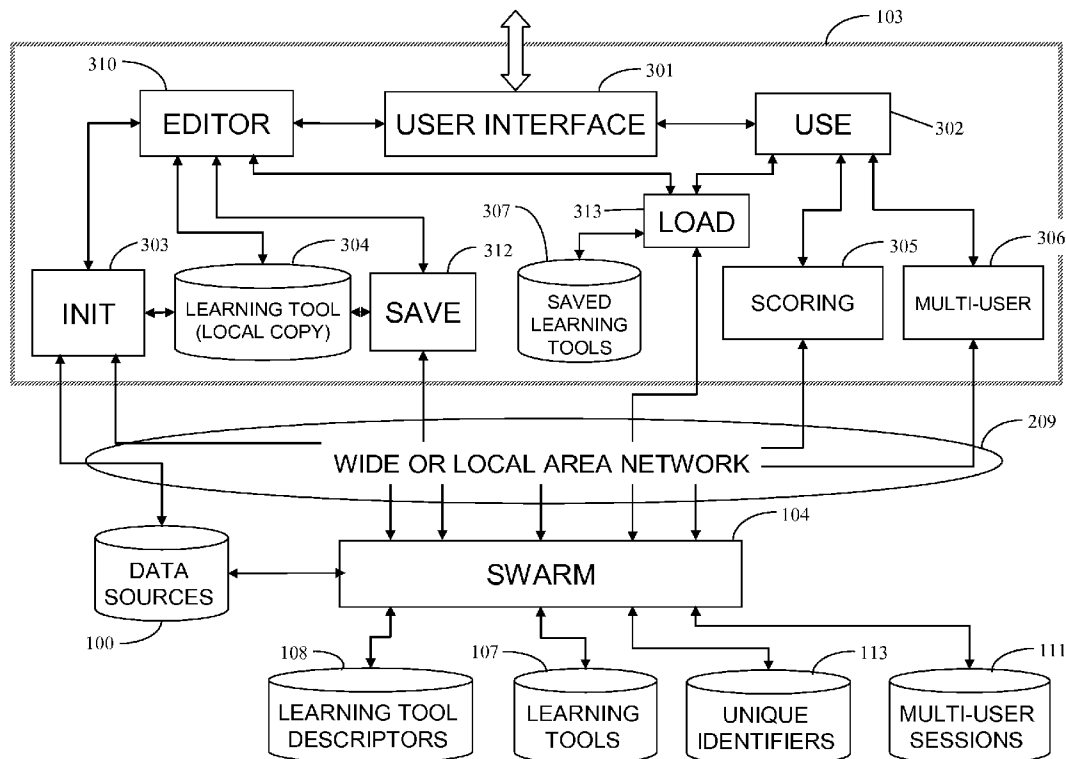 103
310
301
EDITOR
USER INTERFACE
USE
302
307
313
LOAD
303
304
312
305
306
INIT
LEARNING TOOL
(LOCAL COPY)
SAVE
SAVED
LEARNING
TOOLS
SCORING
MULTI-USER
209
WIDE OR LOCAL AREA NETWORK
104
DATA
SOURCES
SWARM
100
108
107
113
111
LEARNING TOOL
DESCRIPTORS
LEARNING
TOOLS
UNIQUE
IDENTIFIERS
MULTI-USER
SESSIONS